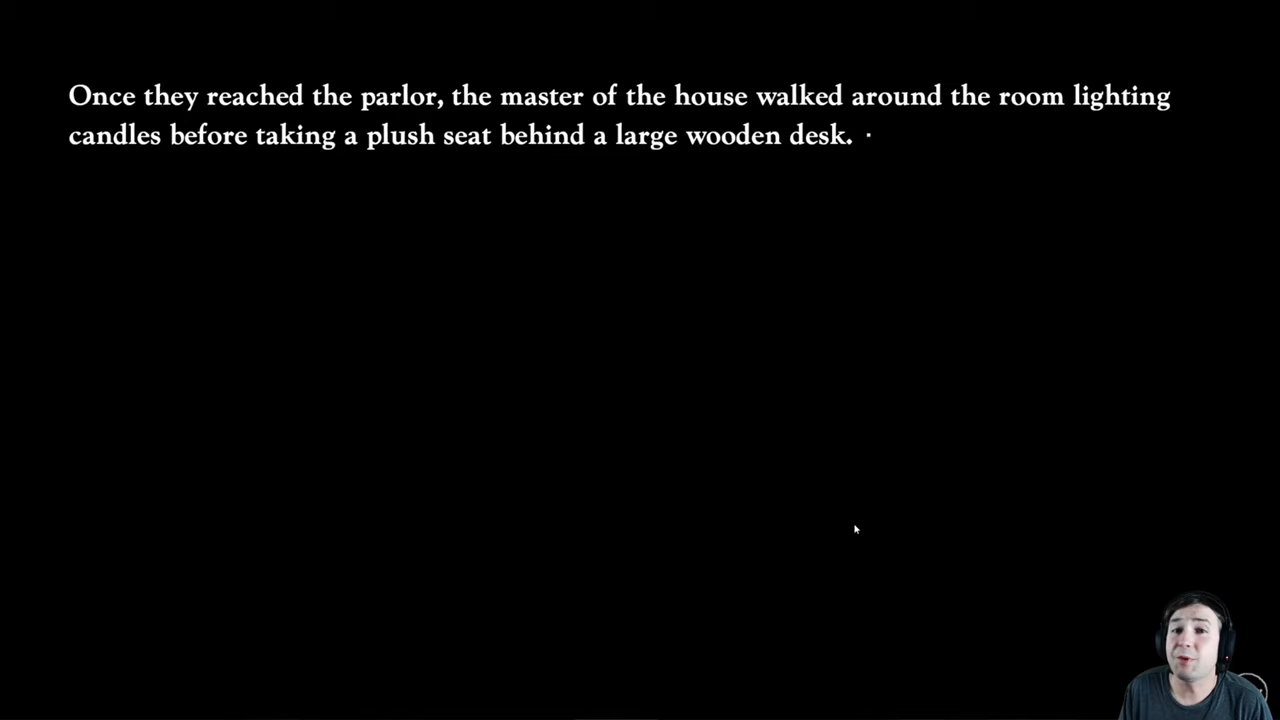 Once they reached the parlor, the master of the house walked around the room lighting
candles before taking a plush seat behind a large wooden desk.